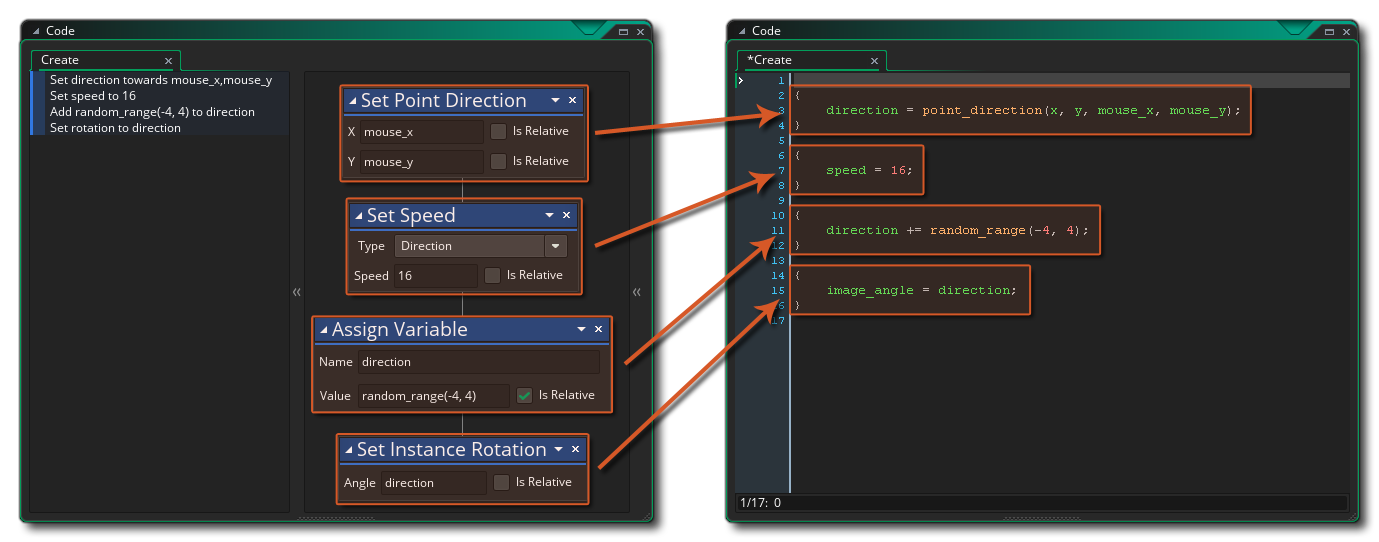 Code
Create
Set direction towards mouse_x,mouse_y
Set speed to 16
Add random_range(-4, 4) to direction
Set rotation to direction
Set Point Direction
X mouse_x Is Relative
Y mouse_y Is Relative
Set Speed
Type Direction
Speed 16 Is Relative
Assign Variable
Name direction
Value random_range(-4, 4) Is Relative
Set Instance Rotation
Angle direction Is Relative
Code
*Create
1
2 {
3 direction = point_direction(x, y, mouse_x, mouse_y);
4 }
5
6 {
7 speed = 16;
8 }
9
10 {
11 direction += random_range(-4, 4);
12 }
13
14 {
15 image_angle = direction;
16 }
17
1/17: 0